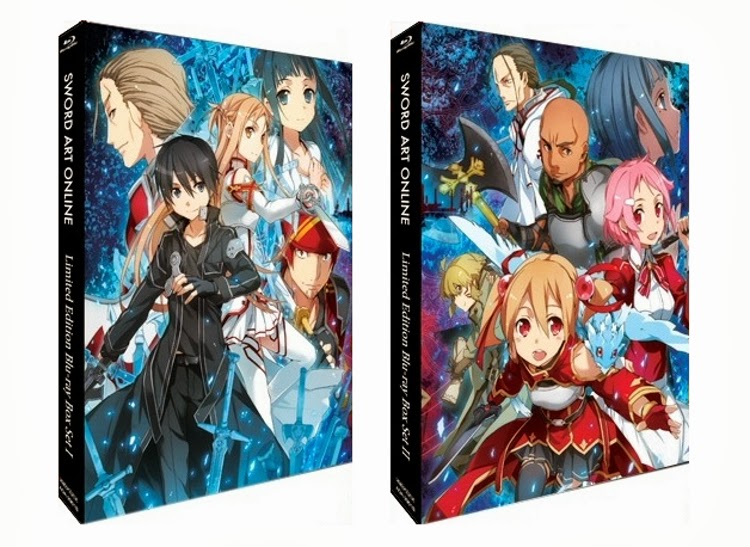 SWORD ART ONLINE
Limited Edition Blu-ray Box Set I
SWORD ART ONLINE
Limited Edition Blu-ray Box Set II